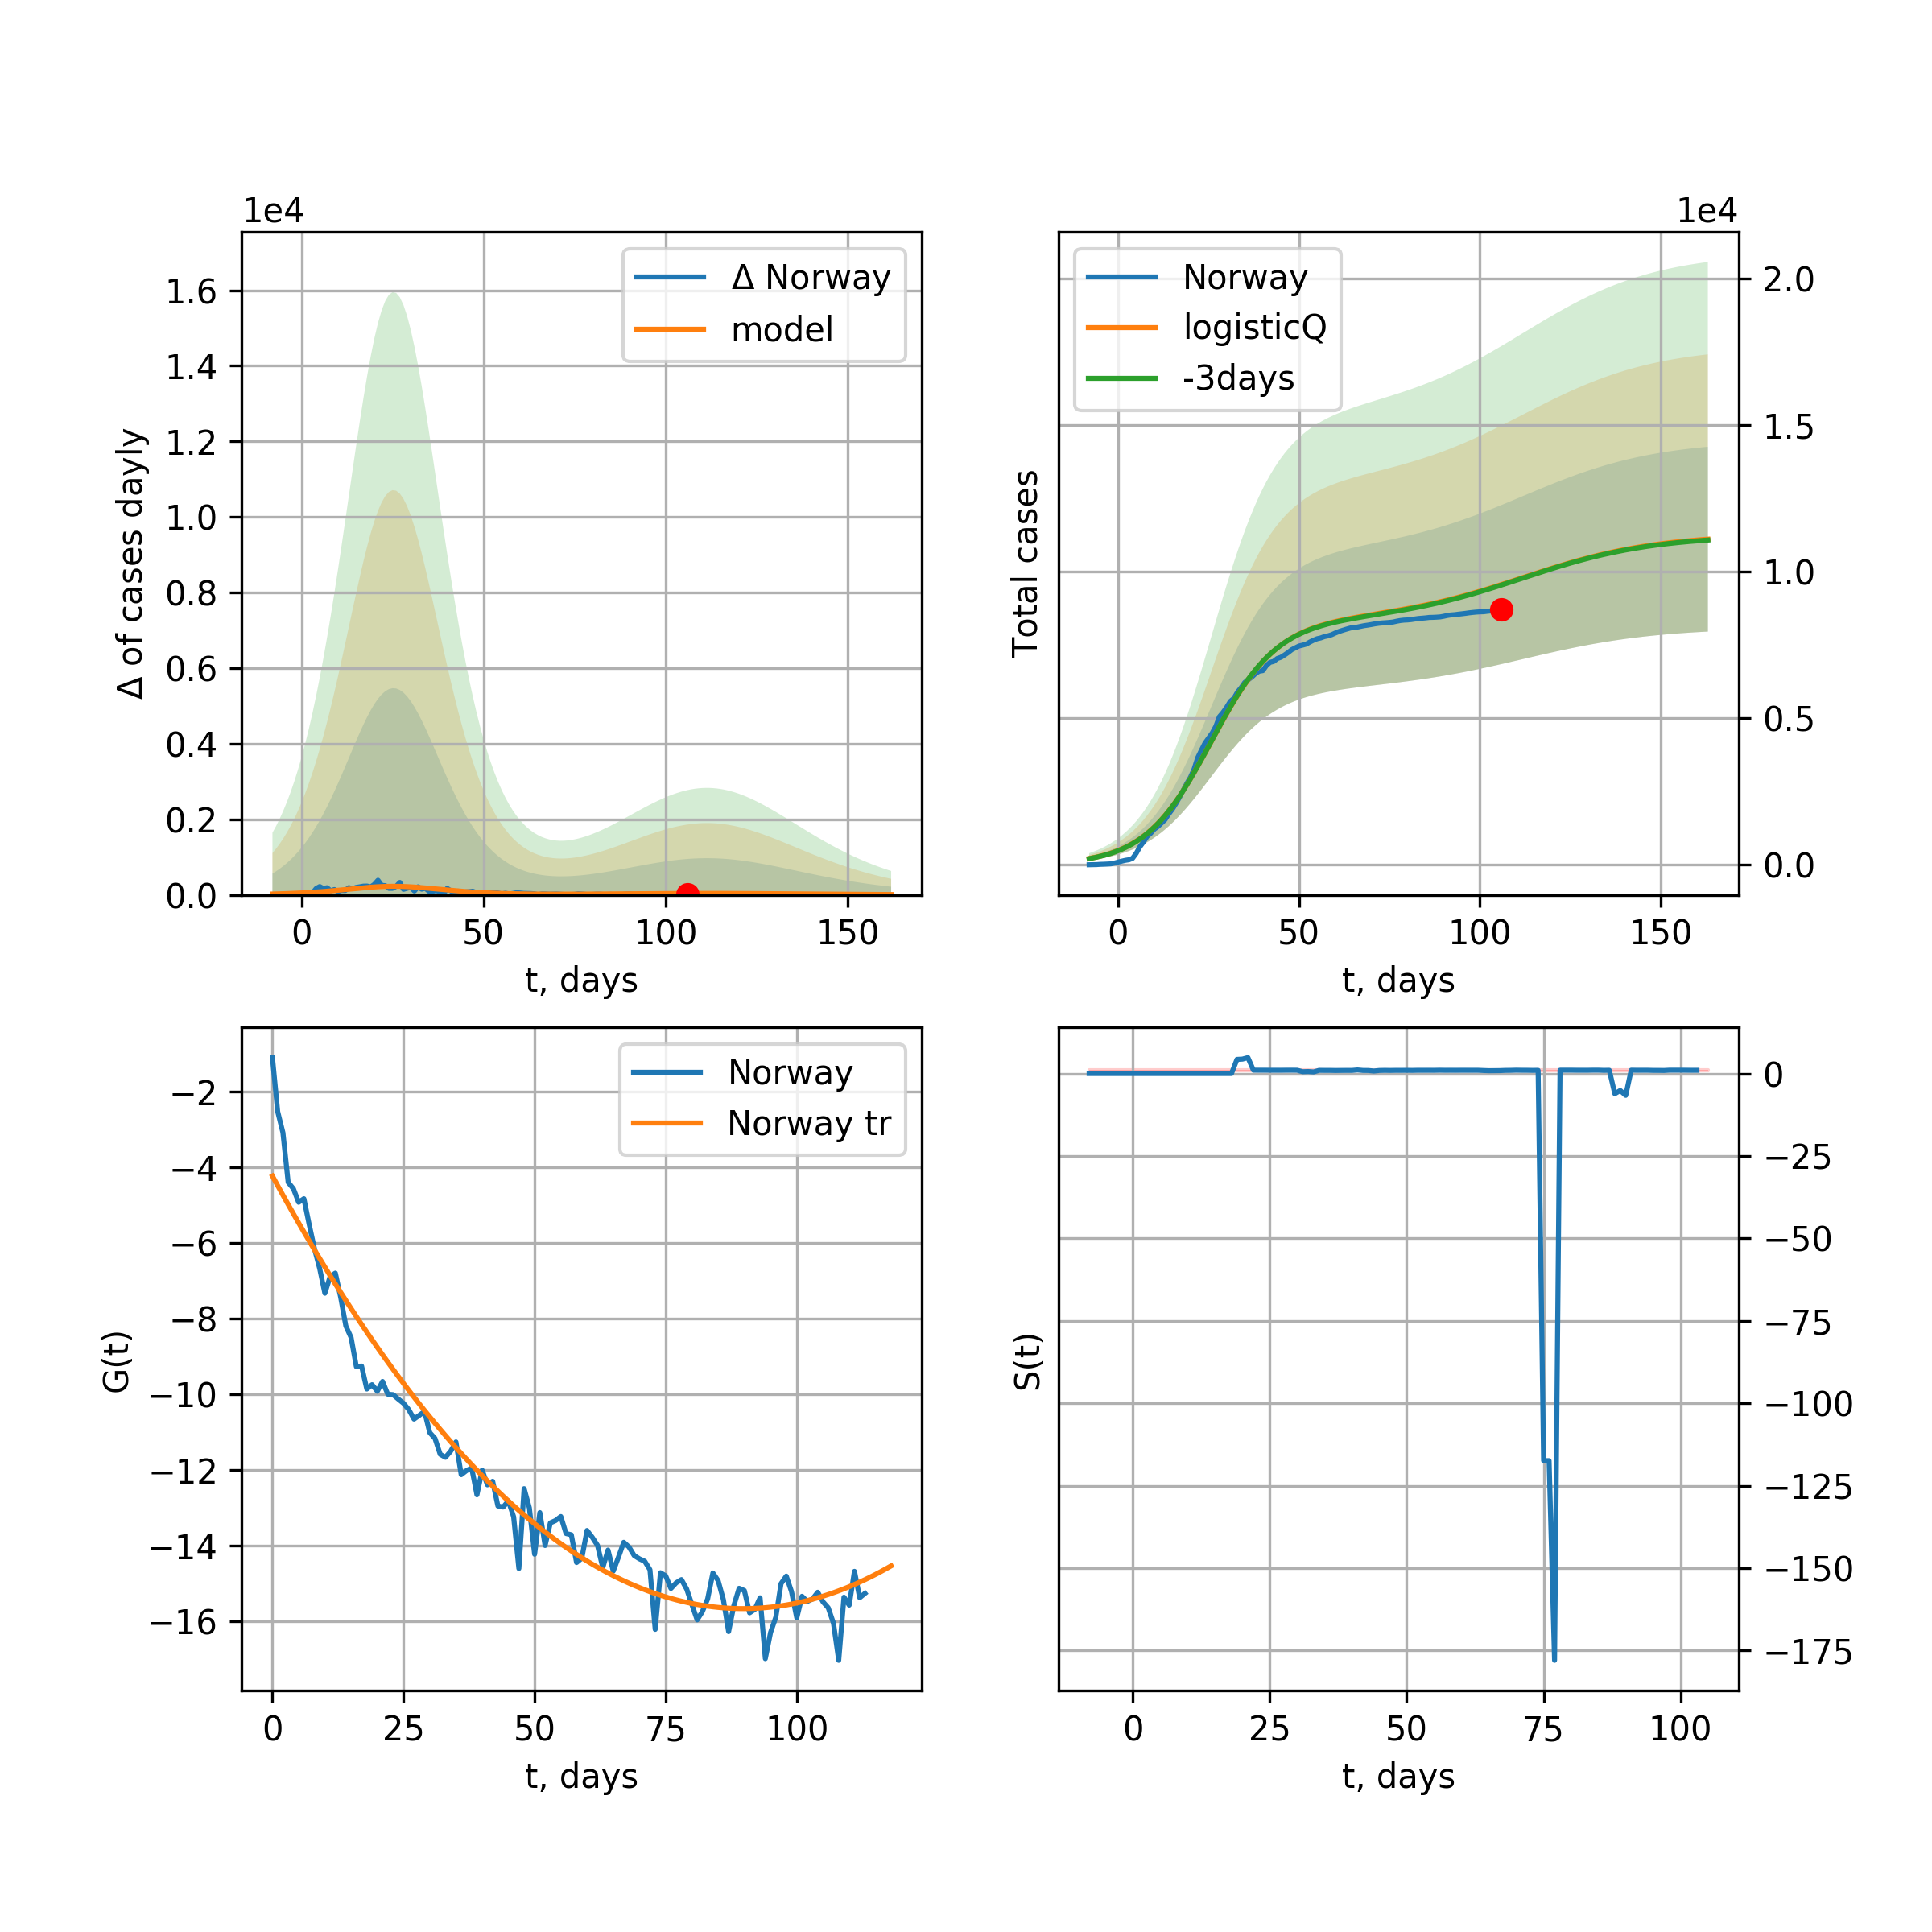 1e4
Δ Norway
model
1.6
1.4
1.2
1.0
0.8
0.6
0.4
0.2
0.0
Δ of cases dayly
0 50 100 150
t, days
1e4
Norway
logisticQ
-3days
2.0
1.5
1.0
0.5
0.0
Total cases
0 50 100 150
t, days
Norway
Norway tr
−2
−4
−6
−8
−10
−12
−14
−16
G(t)
0 25 50 75 100
t, days
0
−25
−50
−75
−100
−125
−150
−175
S(t)
0 25 50 75 100
t, days